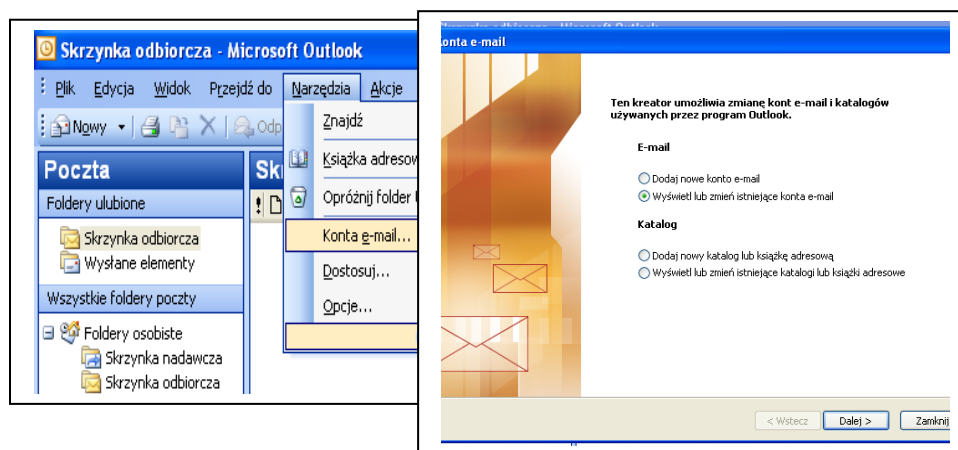 Skrzynka odbiorcza - Microsoft Outlook
Plik Edycja Widok Przejdź do Narzędzia Akcje
Nowy Odp
Znajdź
Książka adresow
Opróżnij folder
Konta e-mail...
Dostosuj...
Opcje...
Poczta
Foldery ulubione
Skrzynka odbiorcza
Wysłane elementy
Wszystkie foldery poczty
Foldery osobiste
Skrzynka nadawcza
Skrzynka odbiorcza
Sk
Konta e-mail
Ten kreator umożliwia zmianę kont e-mail i katalogów
używanych przez program Outlook.
E-mail
Dodaj nowe konto e-mail
Wyświetl lub zmień istniejące konta e-mail
Katalog
Dodaj nowy katalog lub książkę adresową
Wyświetl lub zmień istniejące katalogi lub książki adresowe
< Wstecz Dalej > Zamknij